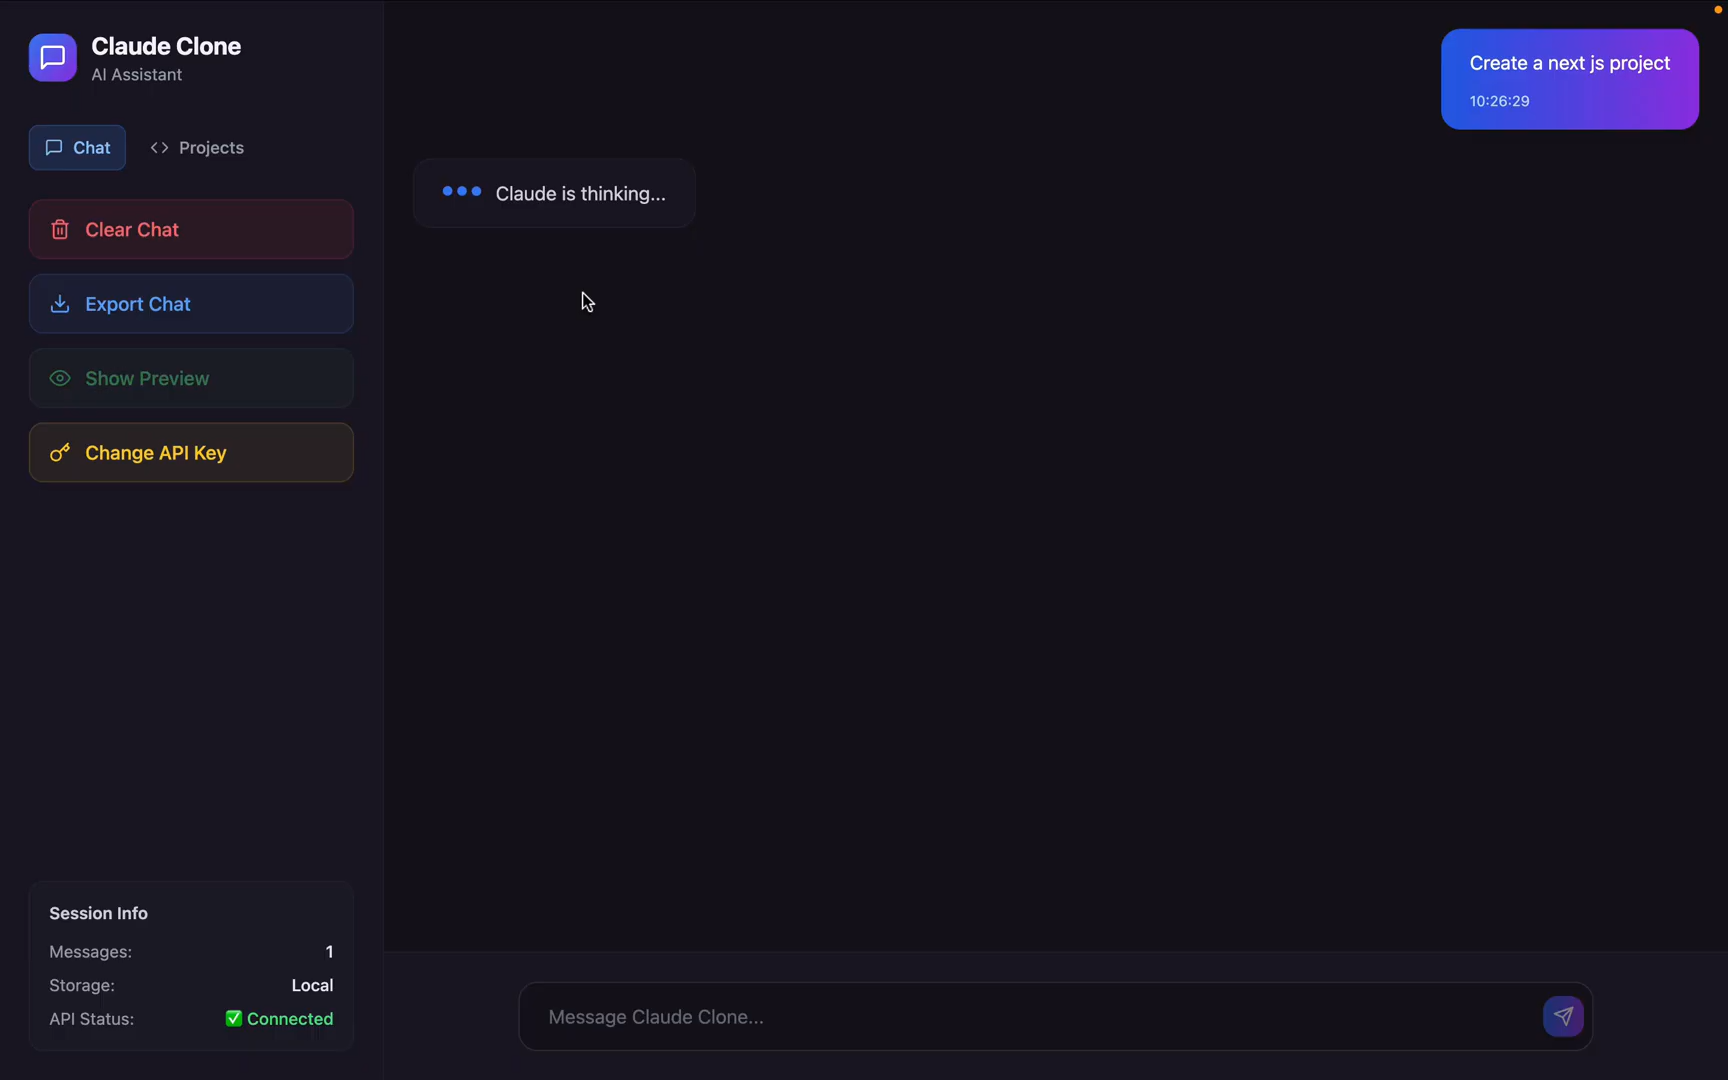 Claude Clone
AI Assistant
Chat
Projects
Clear Chat
Export Chat
Show Preview
Change API Key
Session Info
Messages: 1
Storage: Local
API Status: ✅ Connected
Create a next js project
10:26:29
Claude is thinking...
Message Claude Clone...